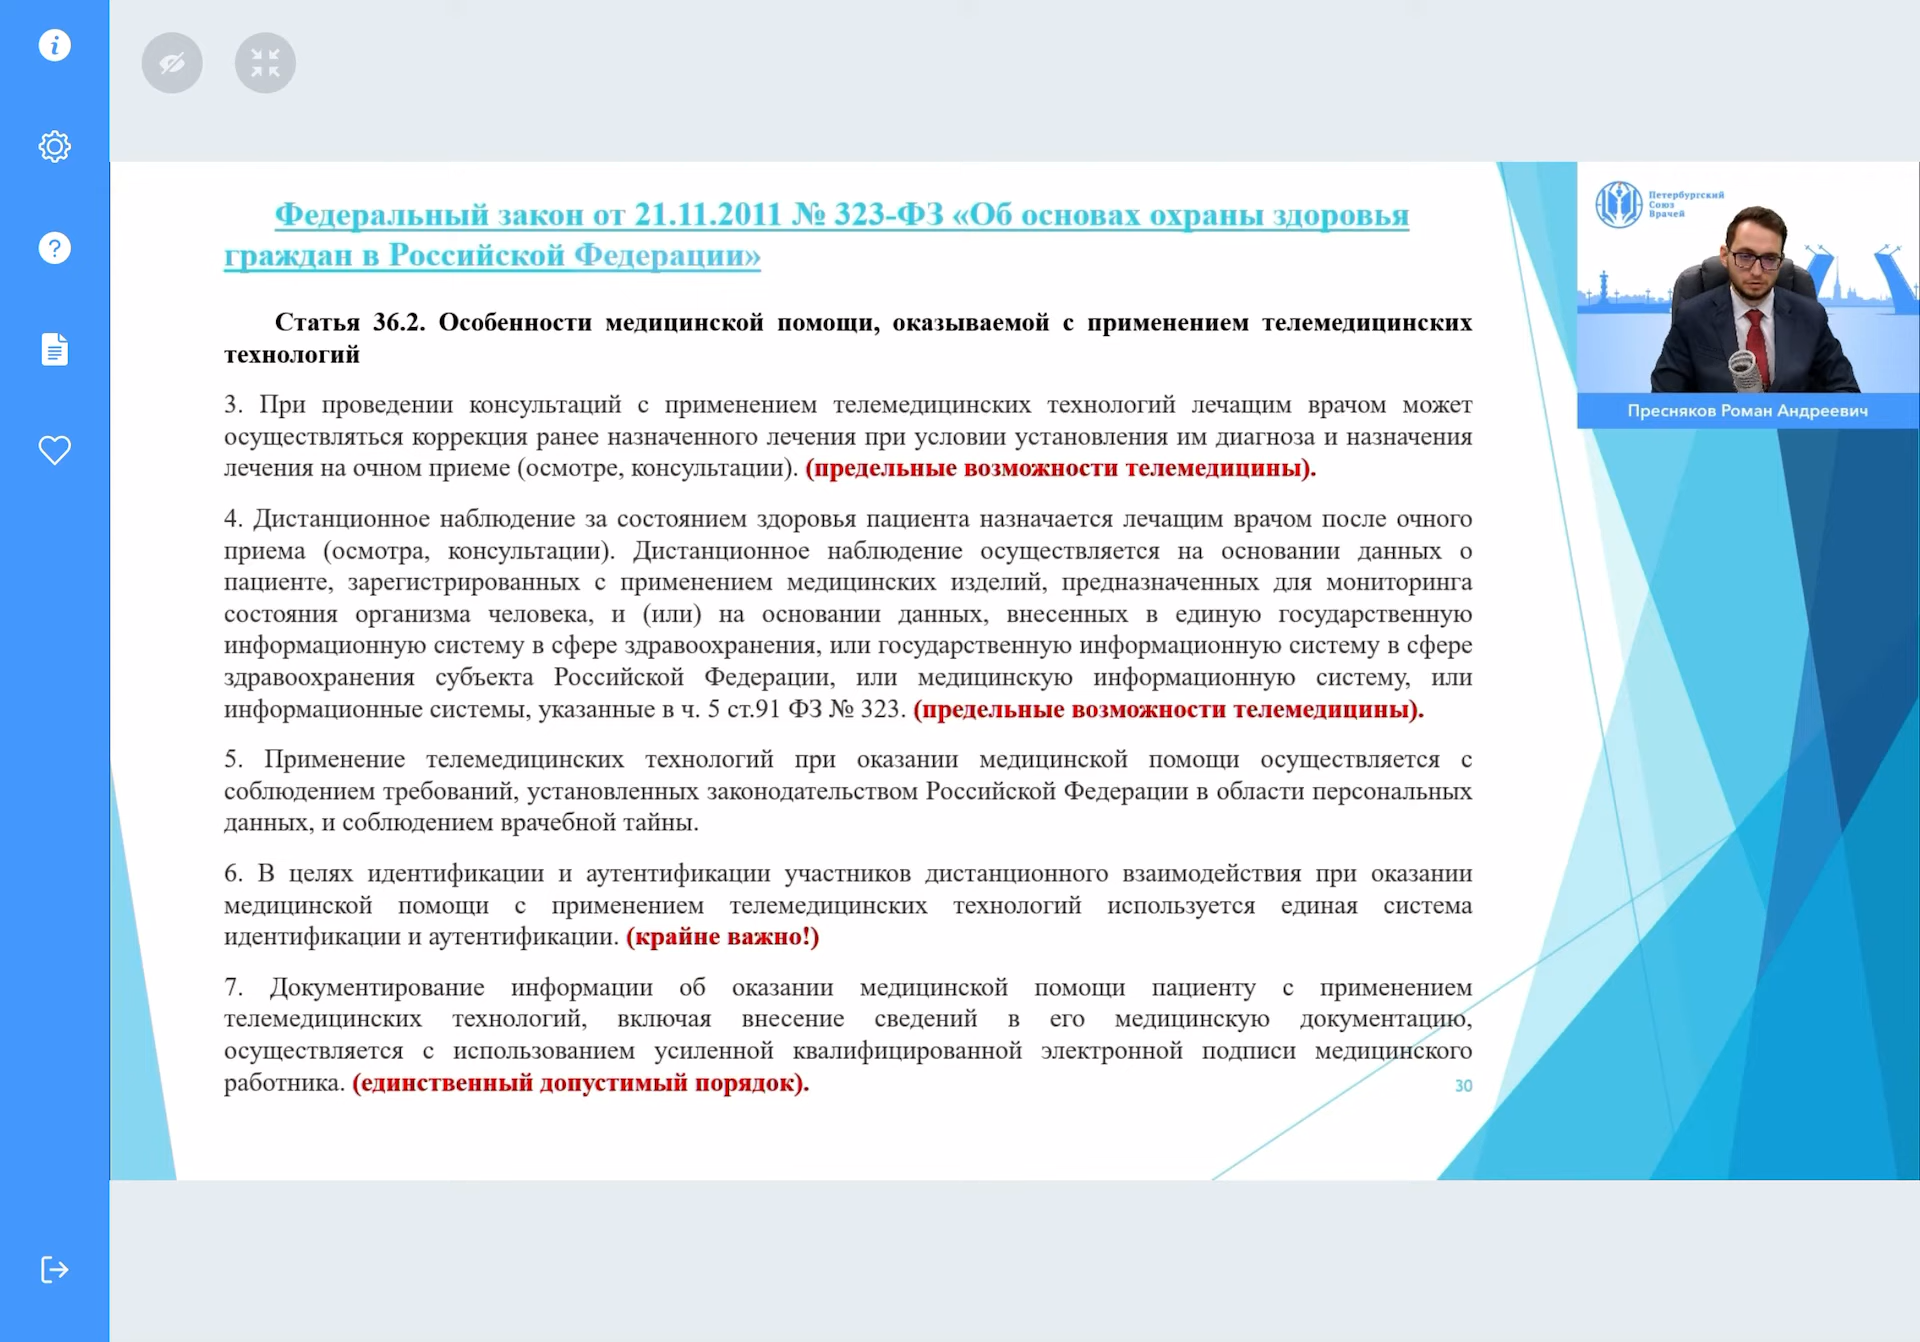 Федеральный закон от 21.11.2011 № 323-ФЗ «Об основах охраны здоровья
граждан в Российской Федерации»
Статья 36.2. Особенности медицинской помощи, оказываемой с применением телемедицинских
технологий
3. При проведении консультаций с применением телемедицинских технологий лечащим врачом может
осуществляться коррекция ранее назначенного лечения при условии установления им диагноза и назначения
лечения на очном приеме (осмотре, консультации). (предельные возможности телемедицины).
4. Дистанционное наблюдение за состоянием здоровья пациента назначается лечащим врачом после очного
приема (осмотра, консультации). Дистанционное наблюдение осуществляется на основании данных о
пациенте, зарегистрированных с применением медицинских изделий, предназначенных для мониторинга
состояния организма человека, и (или) на основании данных, внесенных в единую государственную
информационную систему в сфере здравоохранения, или государственную информационную систему в сфере
здравоохранения субъекта Российской Федерации, или медицинскую информационную систему, или
информационные системы, указанные в ч. 5 ст.91 ФЗ № 323. (предельные возможности телемедицины).
5. Применение телемедицинских технологий при оказании медицинской помощи осуществляется с
соблюдением требований, установленных законодательством Российской Федерации в области персональных
данных, и соблюдением врачебной тайны.
6. В целях идентификации и аутентификации участников дистанционного взаимодействия при оказании
медицинской помощи с применением телемедицинских технологий используется единая система
идентификации и аутентификации. (крайне важно!)
7. Документирование информации об оказании медицинской помощи пациенту с применением
телемедицинских технологий, включая внесение сведений в его медицинскую документацию,
осуществляется с использованием усиленной квалифицированной электронной подписи медицинского
работника. (единственный допустимый порядок).
30
Петербургский
Союз
Врачей
Пресняков Роман Андреевич